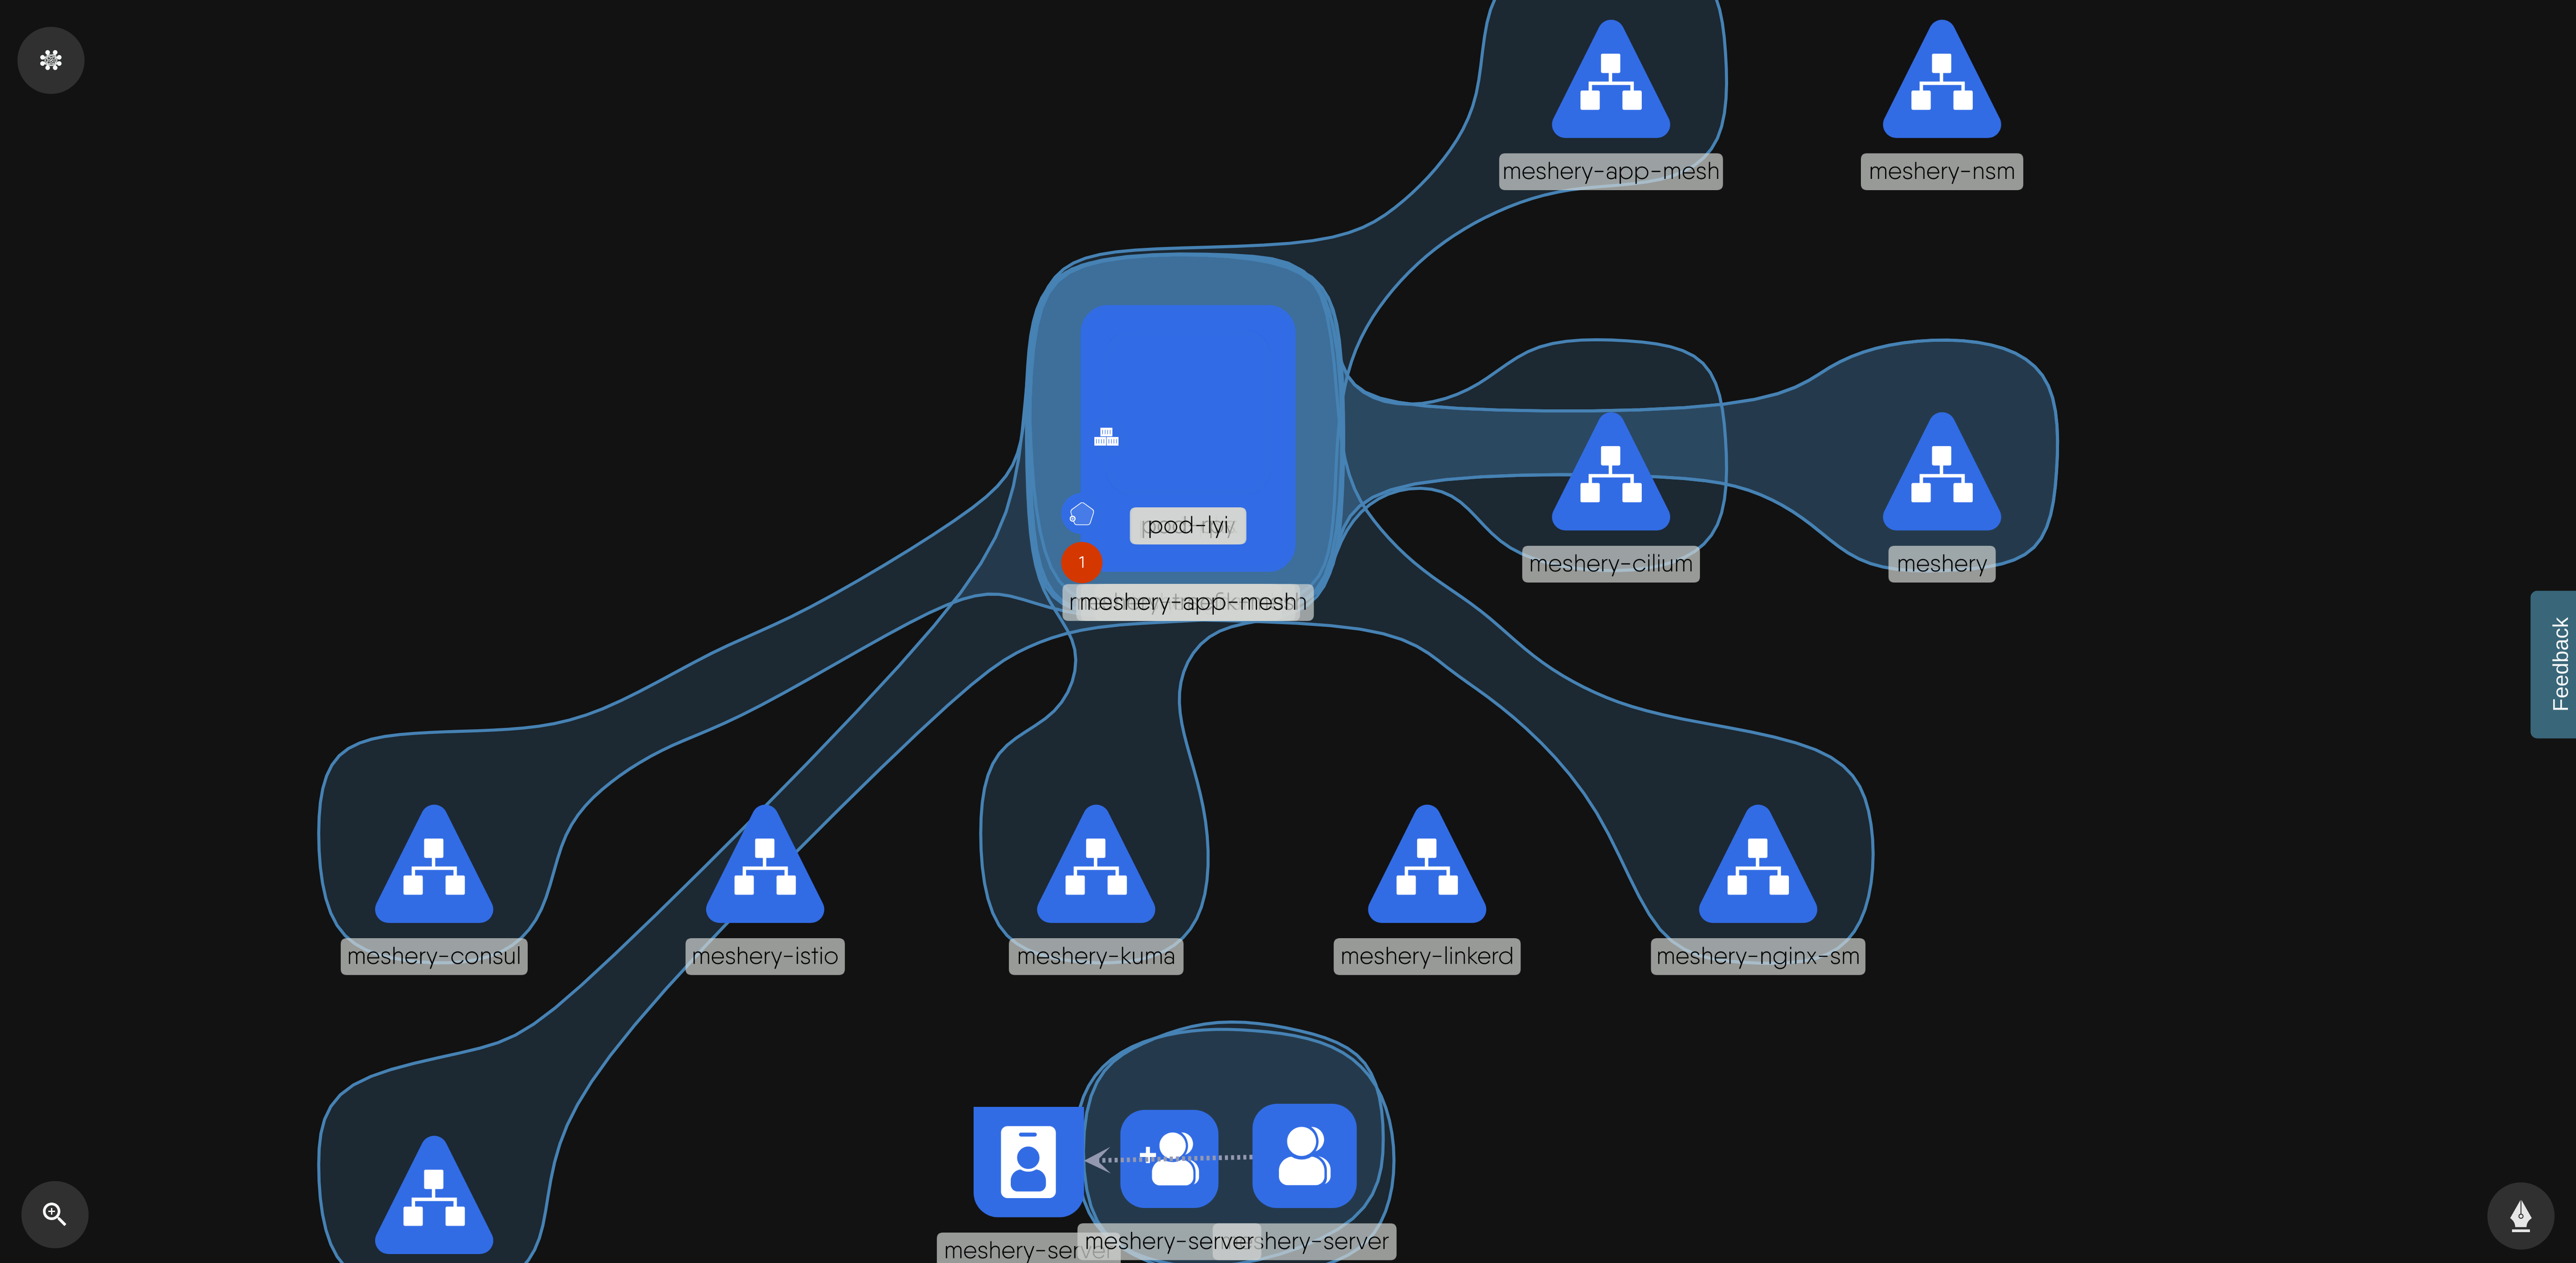 meshery-app-mesh
meshery-nsm
pod-lyi
1
meshery-app-mesh
meshery-cilium
meshery
Feedback
meshery-consul
meshery-istio
meshery-kuma
meshery-linkerd
meshery-nginx-sm
meshery-server
meshery-server
meshery-server